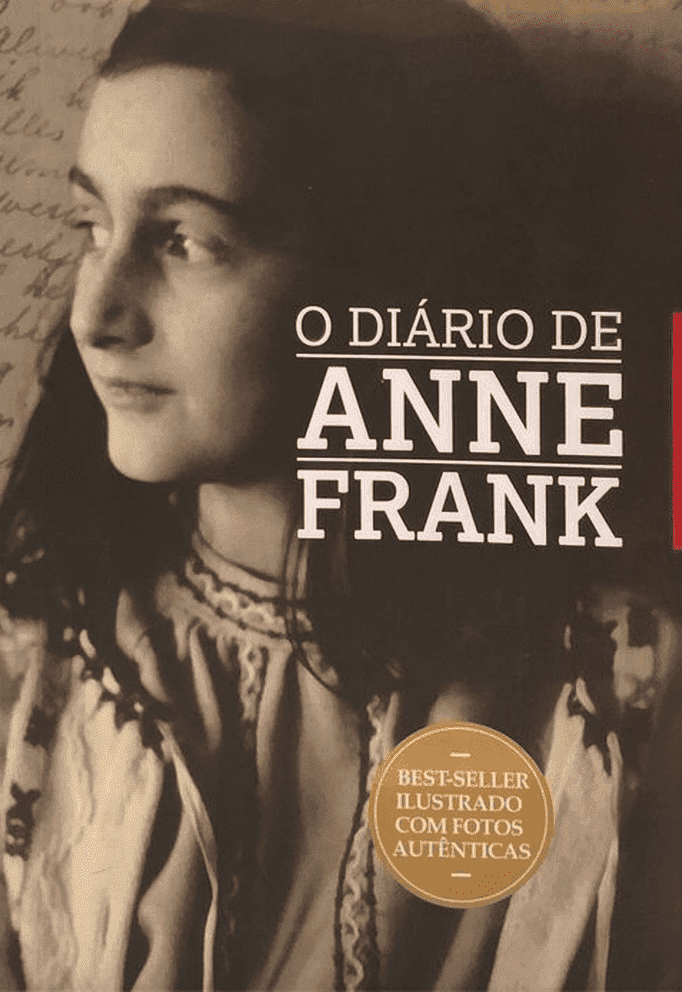 O DIÁRIO DE
ANNE
FRANK
BEST-SELLER
ILUSTRADO
COM FOTOS
AUTÊNTICAS